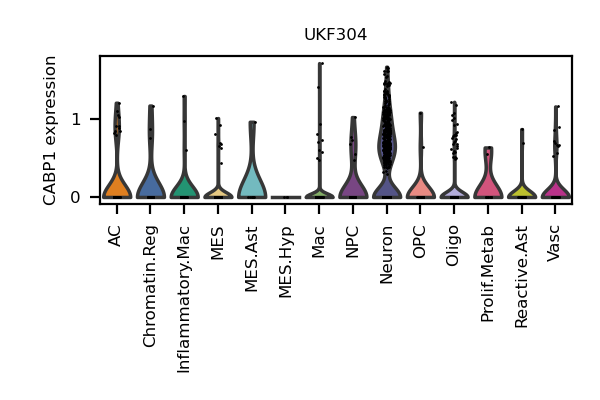 UKF304
CABP1 expression
1
0
AC
Chromatin.Reg
Inflammatory.Mac
MES
MES.Ast
MES.Hyp
Mac
NPC
Neuron
OPC
Oligo
Prolif.Metab
Reactive.Ast
Vasc